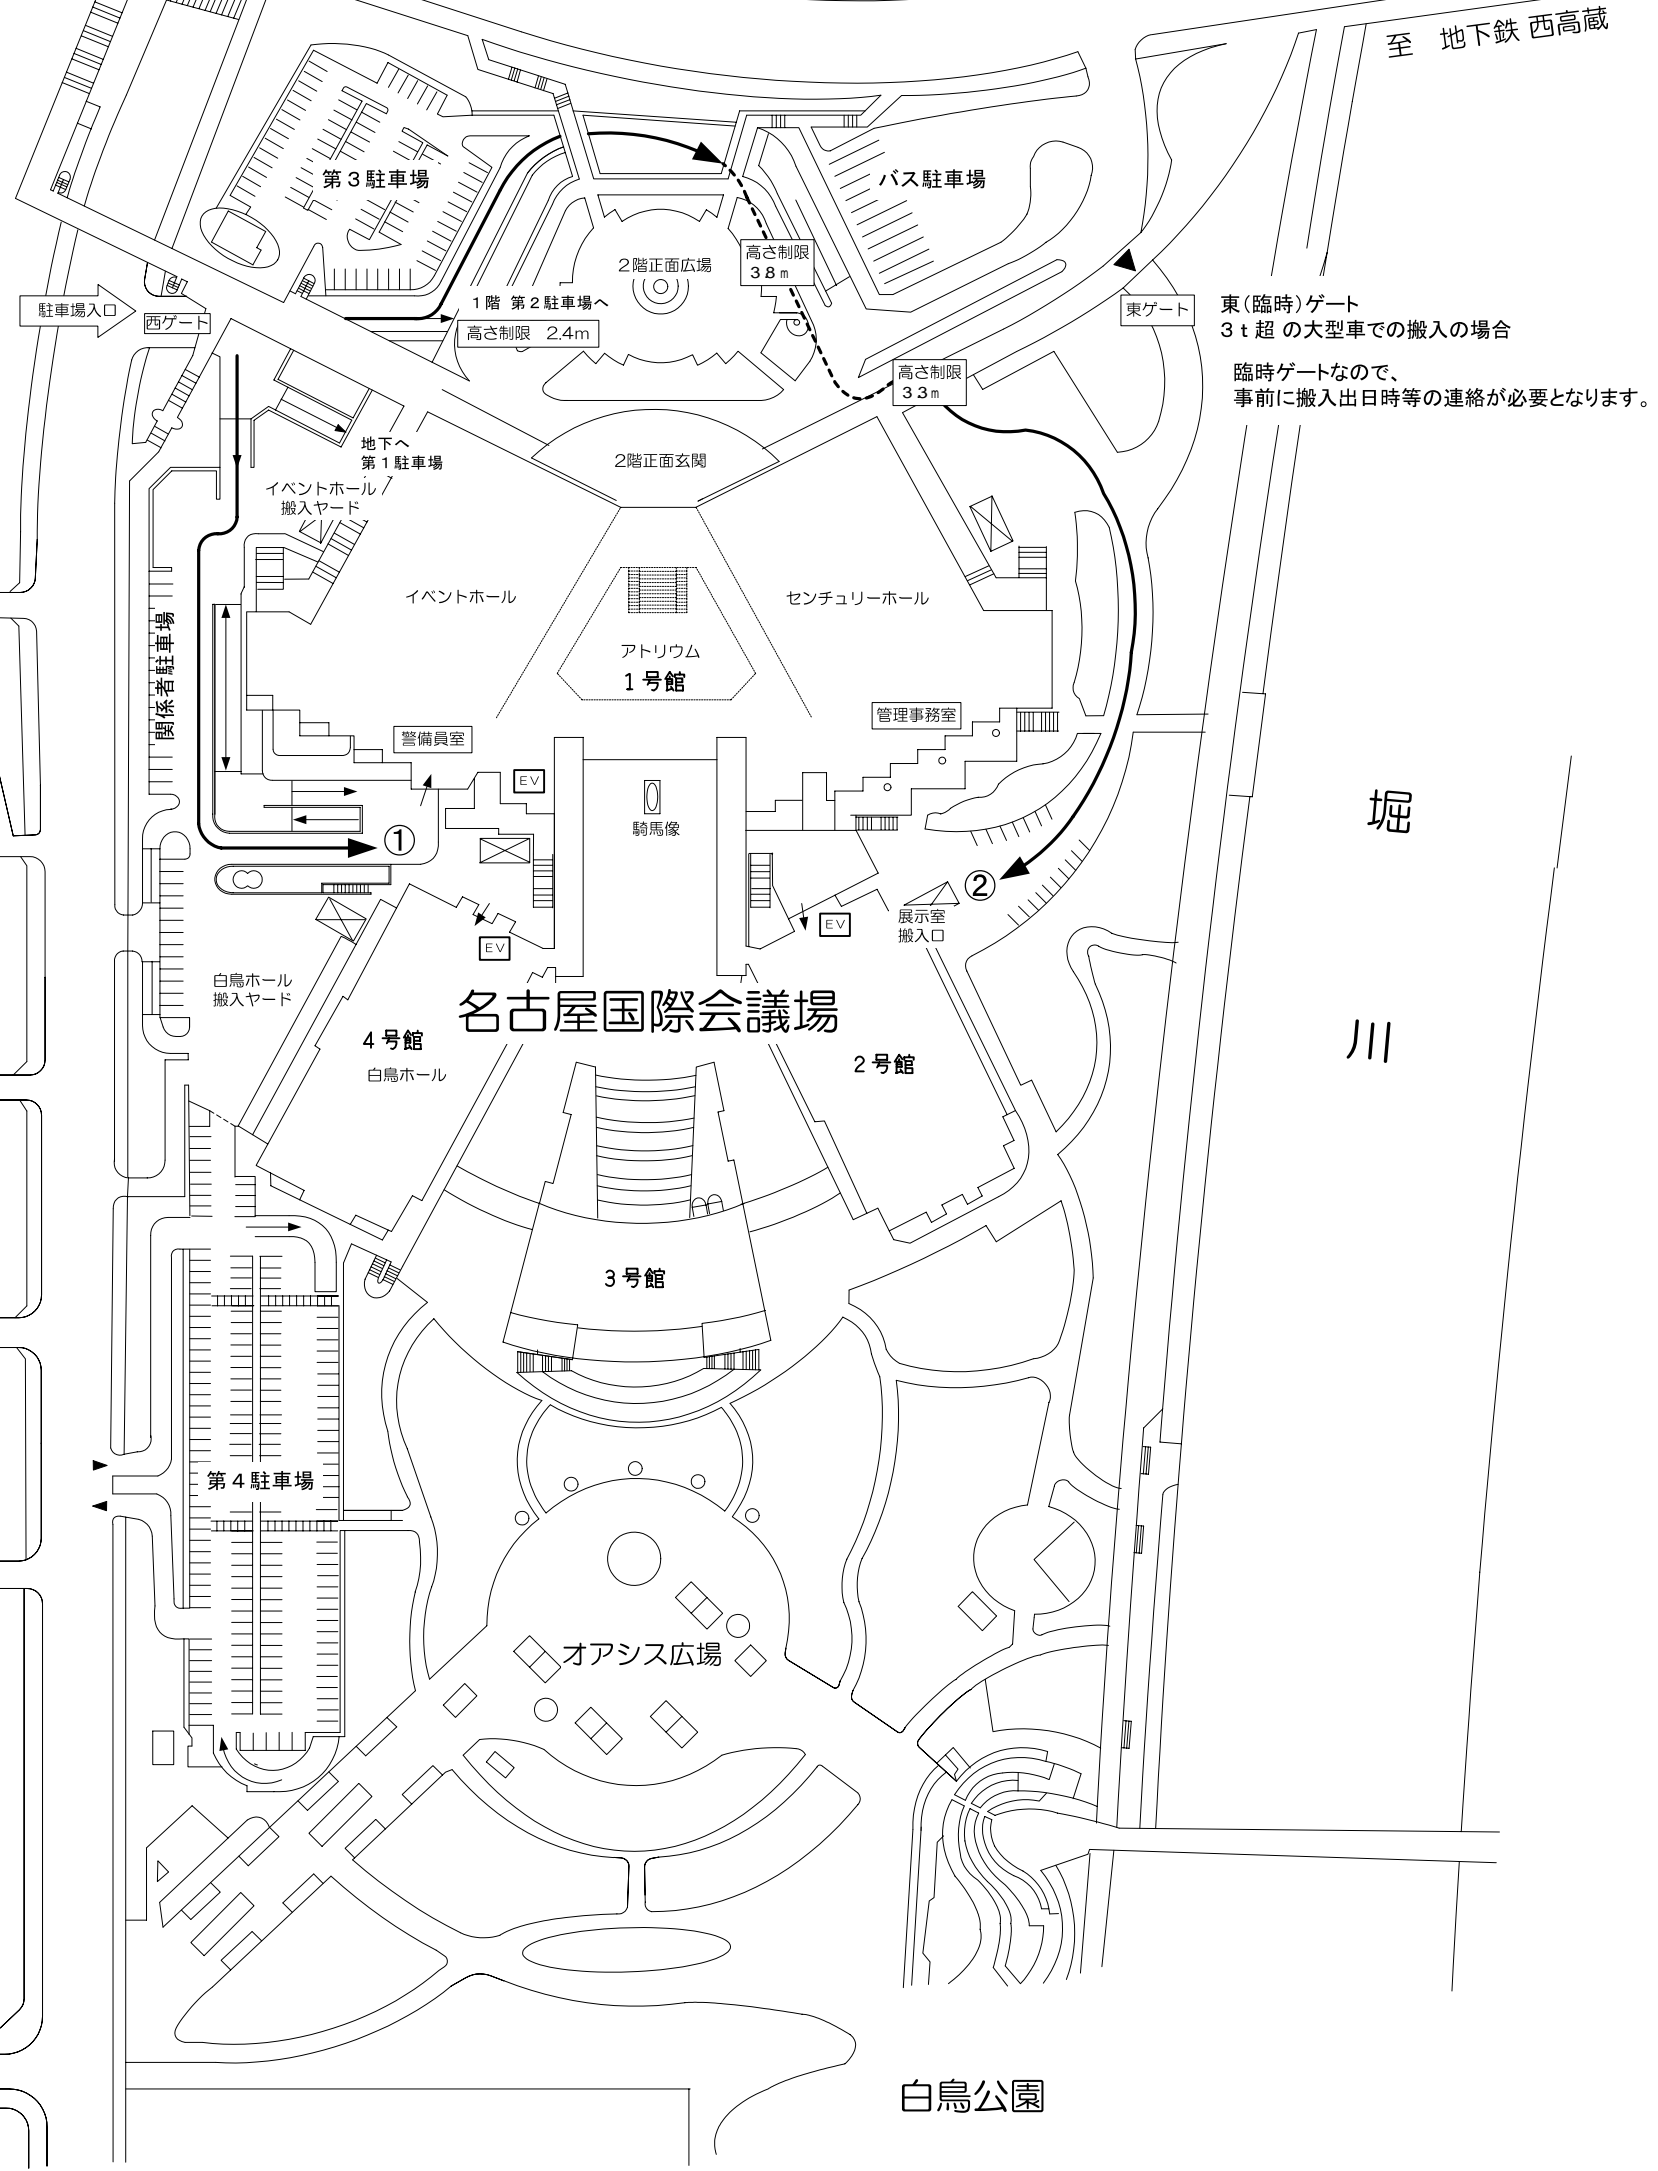 至 地下鉄 西高蔵
第3駐車場
バス駐車場
2階正面広場
高さ制限
3.8m
1階 第2駐車場へ
高さ制限 2.4m
駐車場入口
西ゲート
東ゲート
東(臨時)ゲート
3t超 の大型車での搬入の場合
臨時ゲートなので、
事前に搬入出日時等の連絡が必要となります。
高さ制限
3.3m
地下へ
第1駐車場
2階正面玄関
イベントホール
搬入ヤード
イベントホール
センチュリーホール
アトリウム
1号館
関係者駐車場
警備員室
管理事務室
EV
騎馬像
堀
①
②
展示室
搬入口
EV
EV
白鳥ホール
搬入ヤード
名古屋国際会議場
川
4号館
白鳥ホール
2号館
3号館
第4駐車場
オアシス広場
白鳥公園